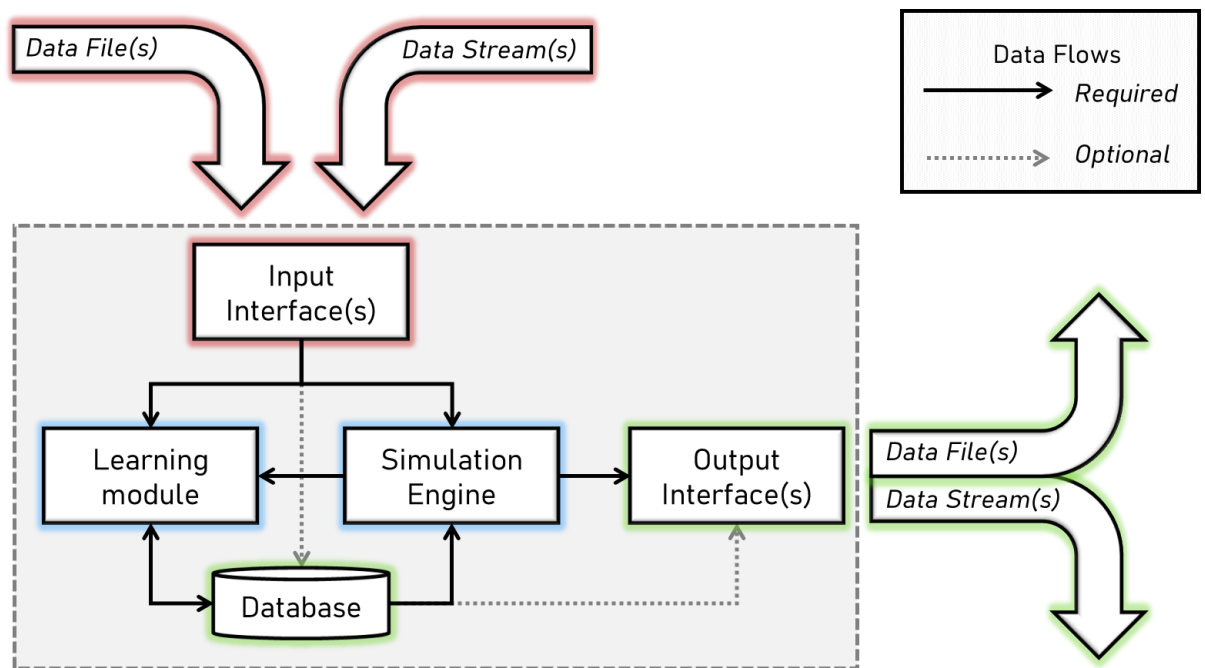 Data File(s)
Data Stream(s)
Data Flows
Required
Optional
Input
Interface(s)
Learning
module
Simulation
Engine
Output
Interface(s)
Database
Data File(s)
Data Stream(s)